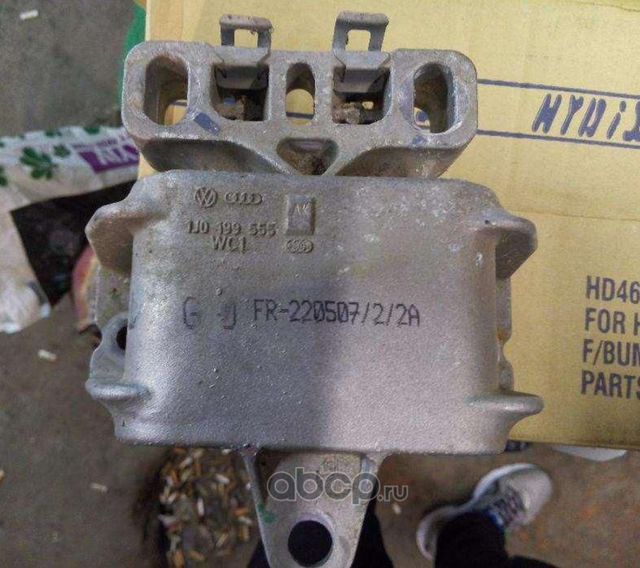 1J0 199 555
WC1
FR-220507/2/2A
HD46
FOR H
F/BUM
PARTS
abcp.ru